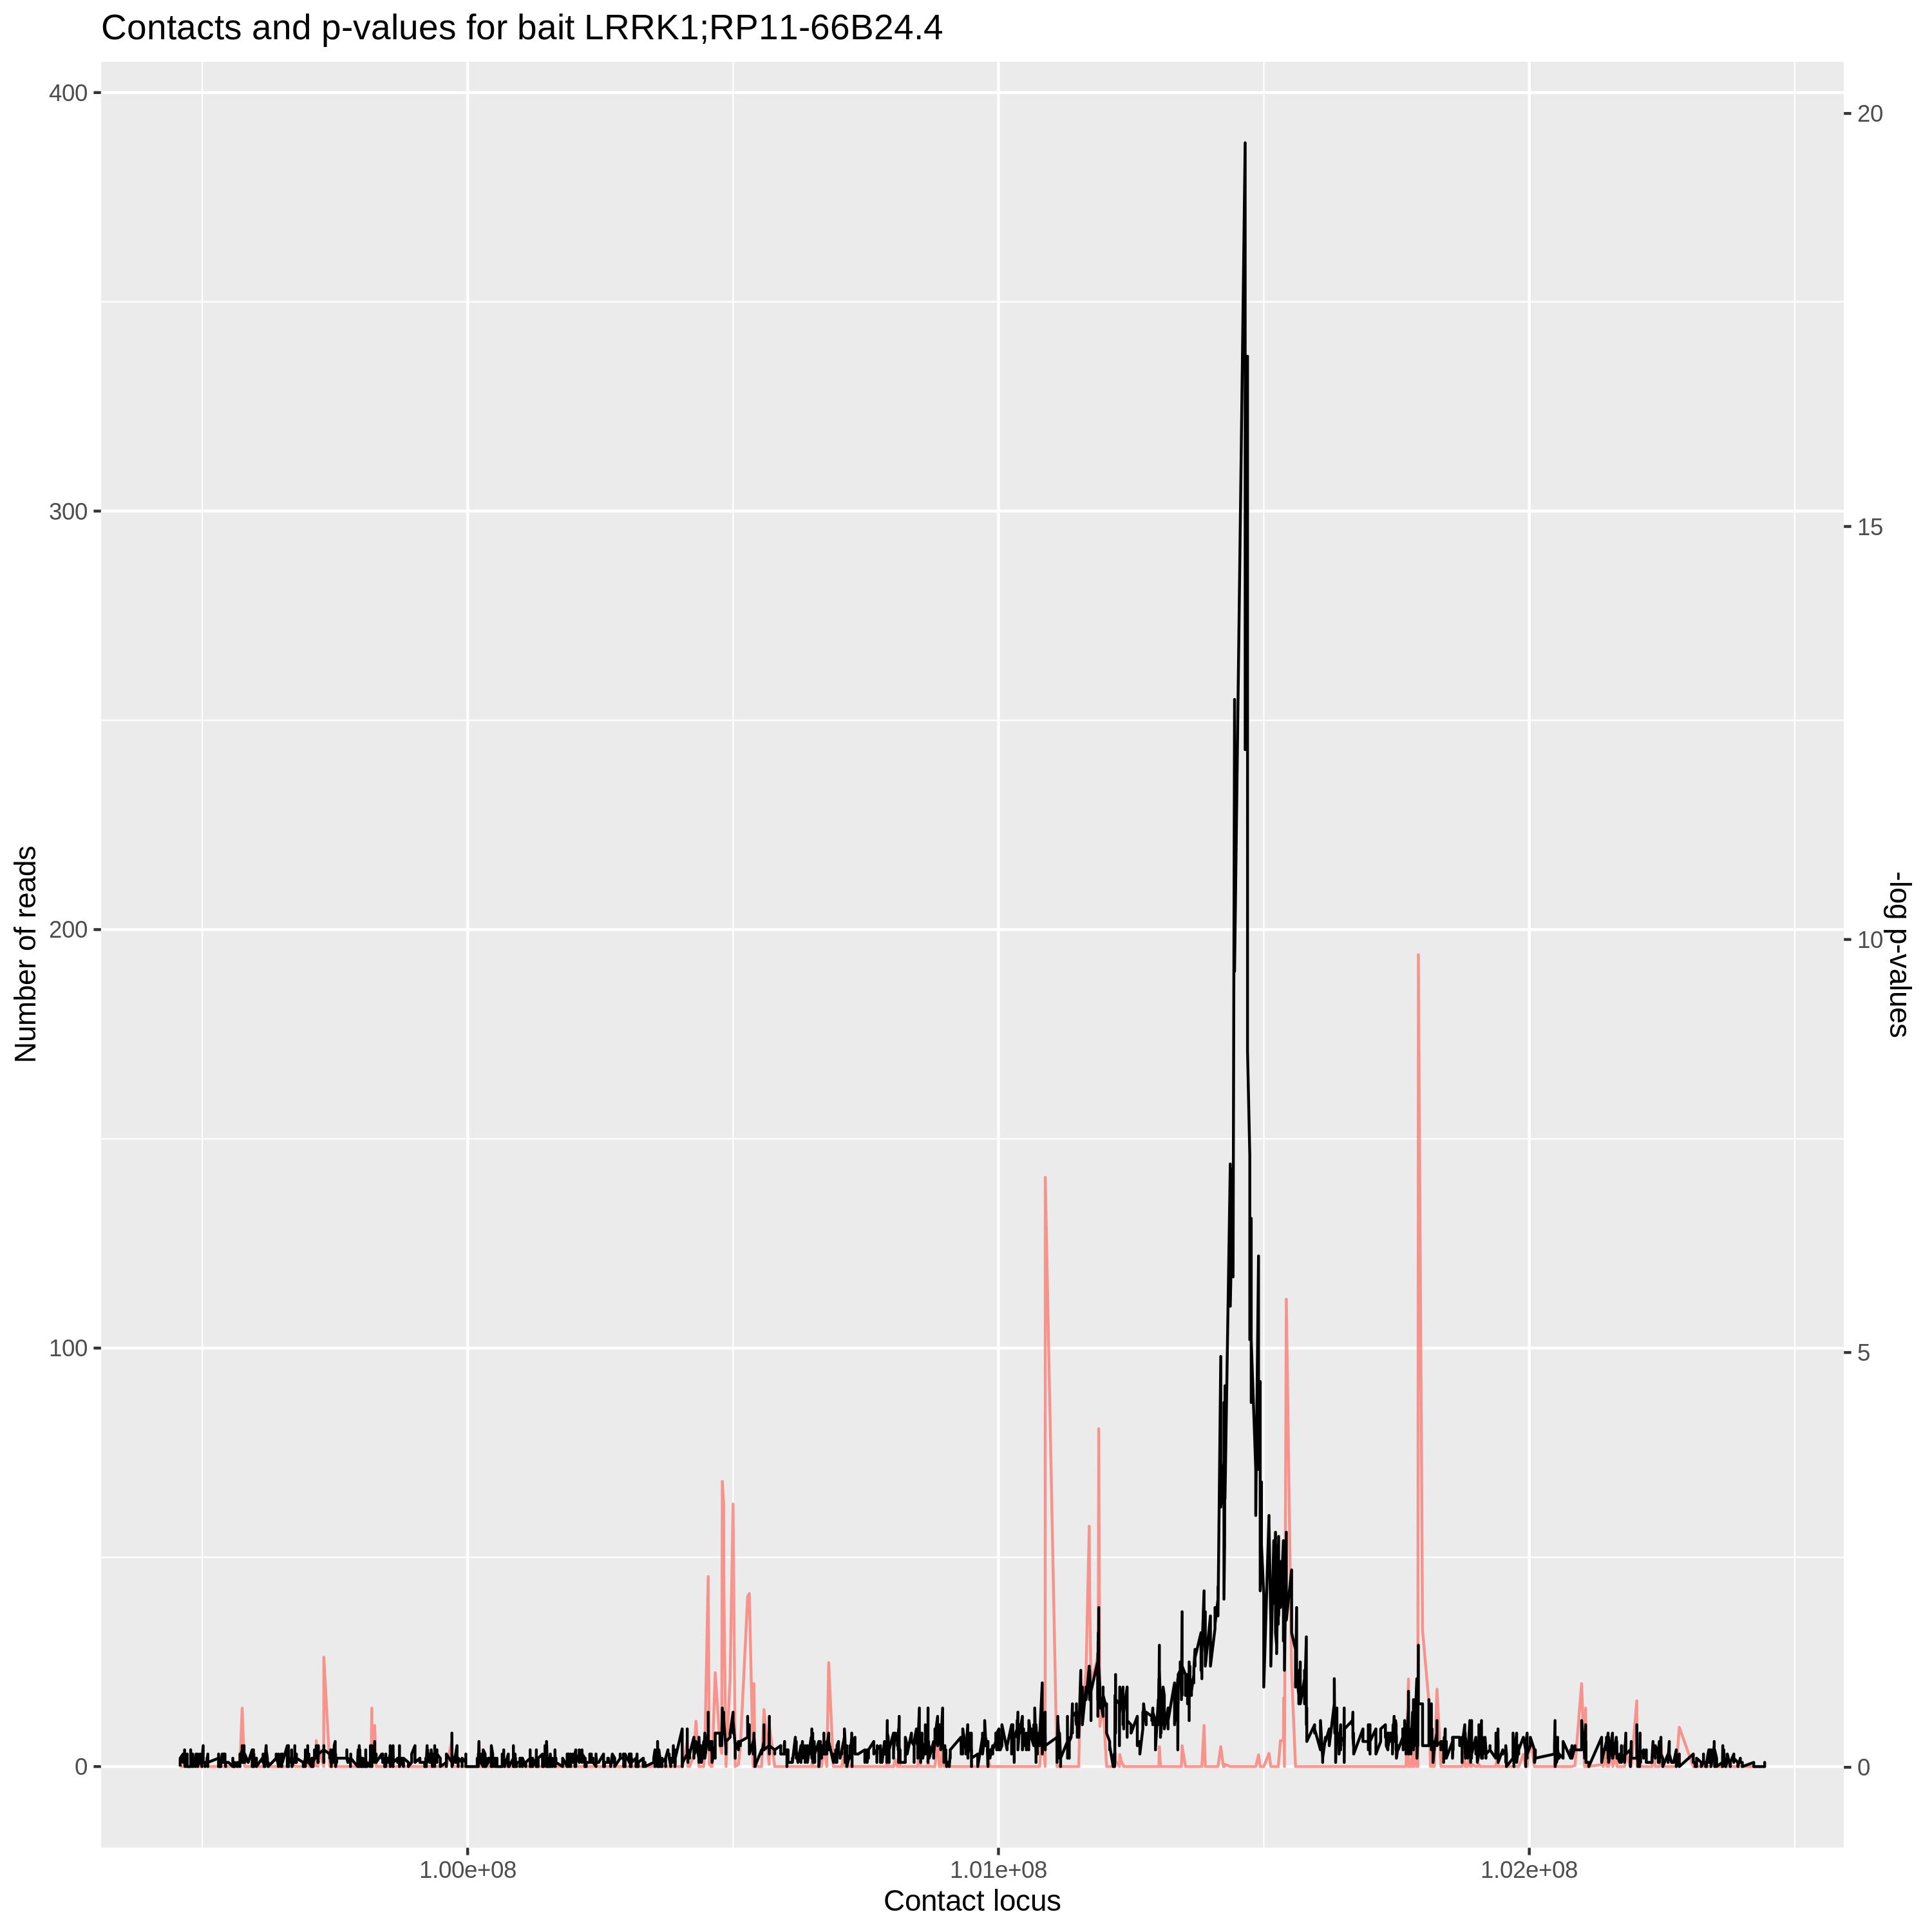 Contacts and p-values for bait LRRK1;RP11-66B24.4
400
300
200
100
0
Number of reads
20
15
10
5
0
-log p-values
1.00e+08 1.01e+08 1.02e+08
Contact locus